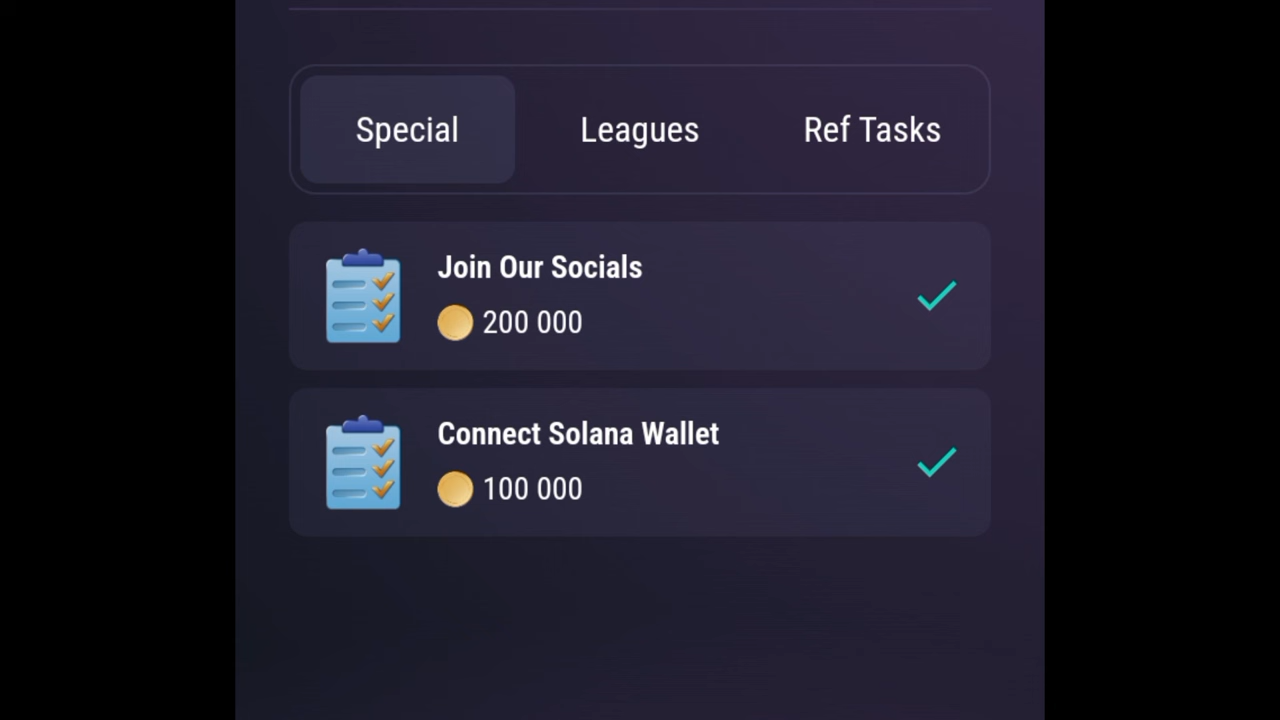 Special Leagues Ref Tasks
Join Our Socials
200 000
Connect Solana Wallet
100 000